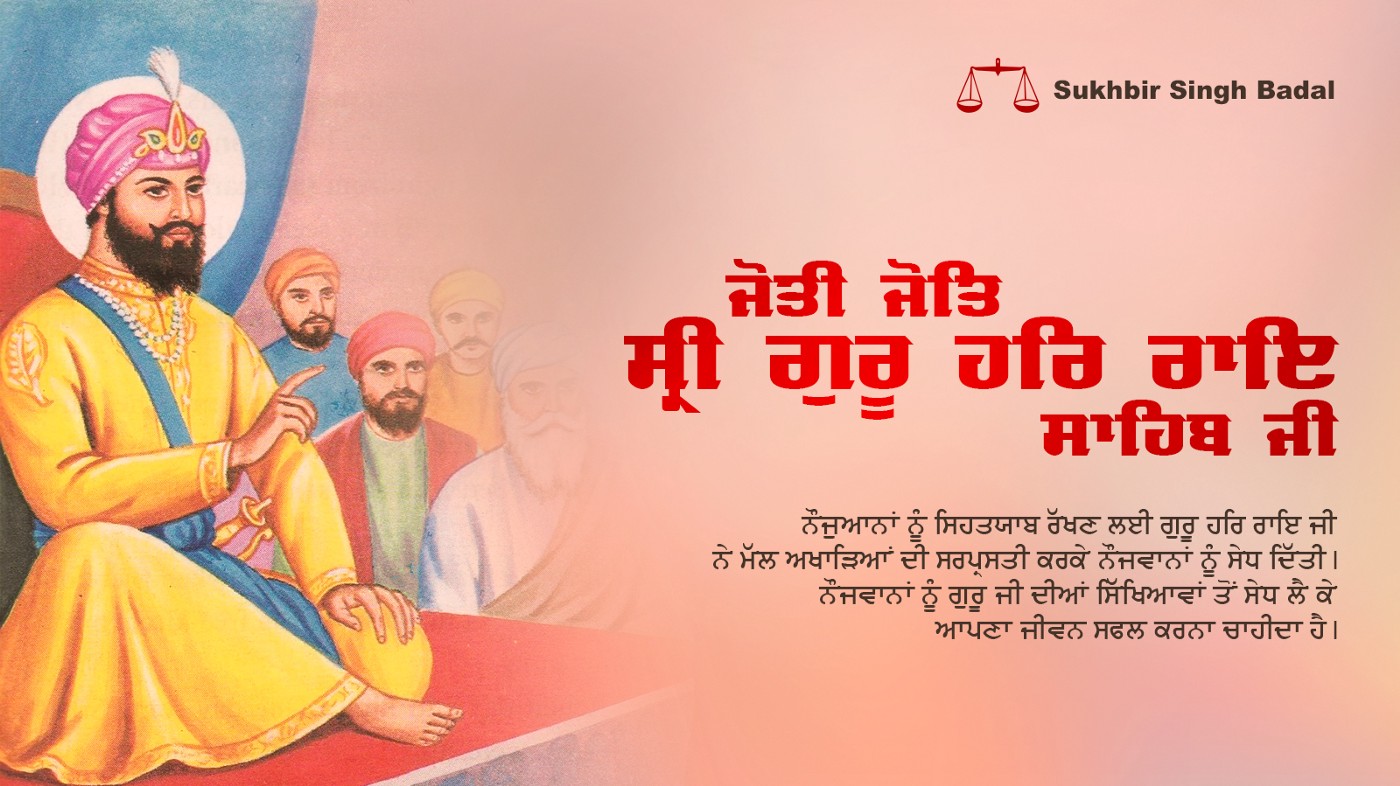 Sukhbir Singh Badal
ਜੋਤੀ ਜੋਤਿ
ਸ੍ਰੀ ਗੁਰੂ ਹਰਿ ਰਾਇ
ਸਾਹਿਬ ਜੀ
ਨੌਜੁਆਨਾਂ ਨੂੰ ਸਿਹਤਯਾਬ ਰੱਖਣ ਲਈ ਗੁਰੂ ਹਰਿ ਰਾਇ ਜੀ
ਨੇ ਮੱਲ ਅਖਾੜਿਆਂ ਦੀ ਸਰਪ੍ਰਸਤੀ ਕਰਕੇ ਨੌਜਵਾਨਾਂ ਨੂੰ ਸੇਧ ਦਿੱਤੀ।
ਨੌਜਵਾਨਾਂ ਨੂੰ ਗੁਰੂ ਜੀ ਦੀਆਂ ਸਿੱਖਿਆਵਾਂ ਤੋਂ ਸੇਧ ਲੈ ਕੇ
ਆਪਣਾ ਜੀਵਨ ਸਫਲ ਕਰਨਾ ਚਾਹੀਦਾ ਹੈ।